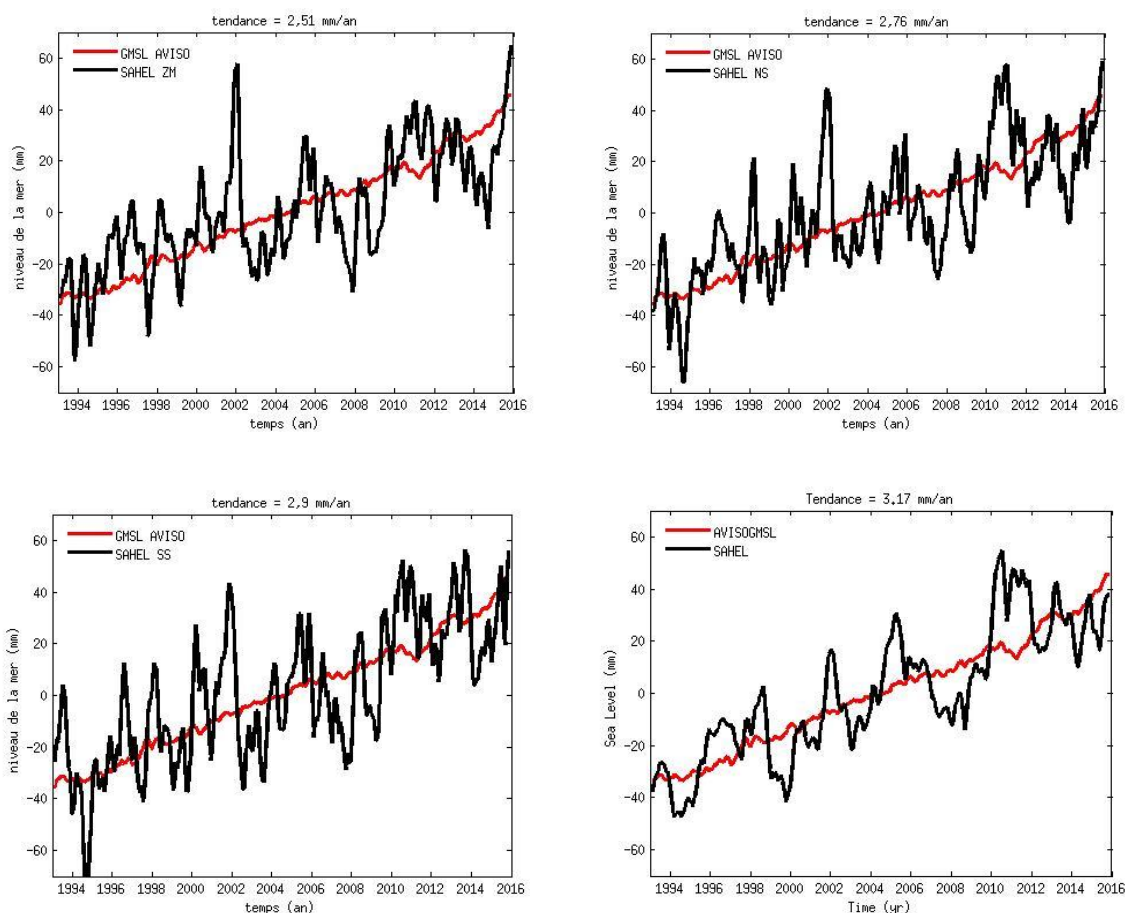 tendance = 2,51 mm/an
GMSL AVISO
SAHEL ZM
niveau de la mer (mm)
60
40
20
0
-20
-40
-60
1994 1996 1998 2000 2002 2004 2006 2008 2010 2012 2014 2016
temps (an)
tendance = 2,76 mm/an
GMSL AVISO
SAHEL NS
niveau de la mer (mm)
60
40
20
0
-20
-40
-60
1994 1996 1998 2000 2002 2004 2006 2008 2010 2012 2014 2016
temps (an)
tendance = 2,9 mm/an
GMSL AVISO
SAHEL SS
niveau de la mer (mm)
60
40
20
0
-20
-40
-60
1994 1996 1998 2000 2002 2004 2006 2008 2010 2012 2014 2016
temps (an)
Tendance = 3.17 mm/an
AVISOGMSL
SAHEL
Sea Level (mm)
60
40
20
0
-20
-40
-60
1994 1996 1998 2000 2002 2004 2006 2008 2010 2012 2014 2016
Time (yr)